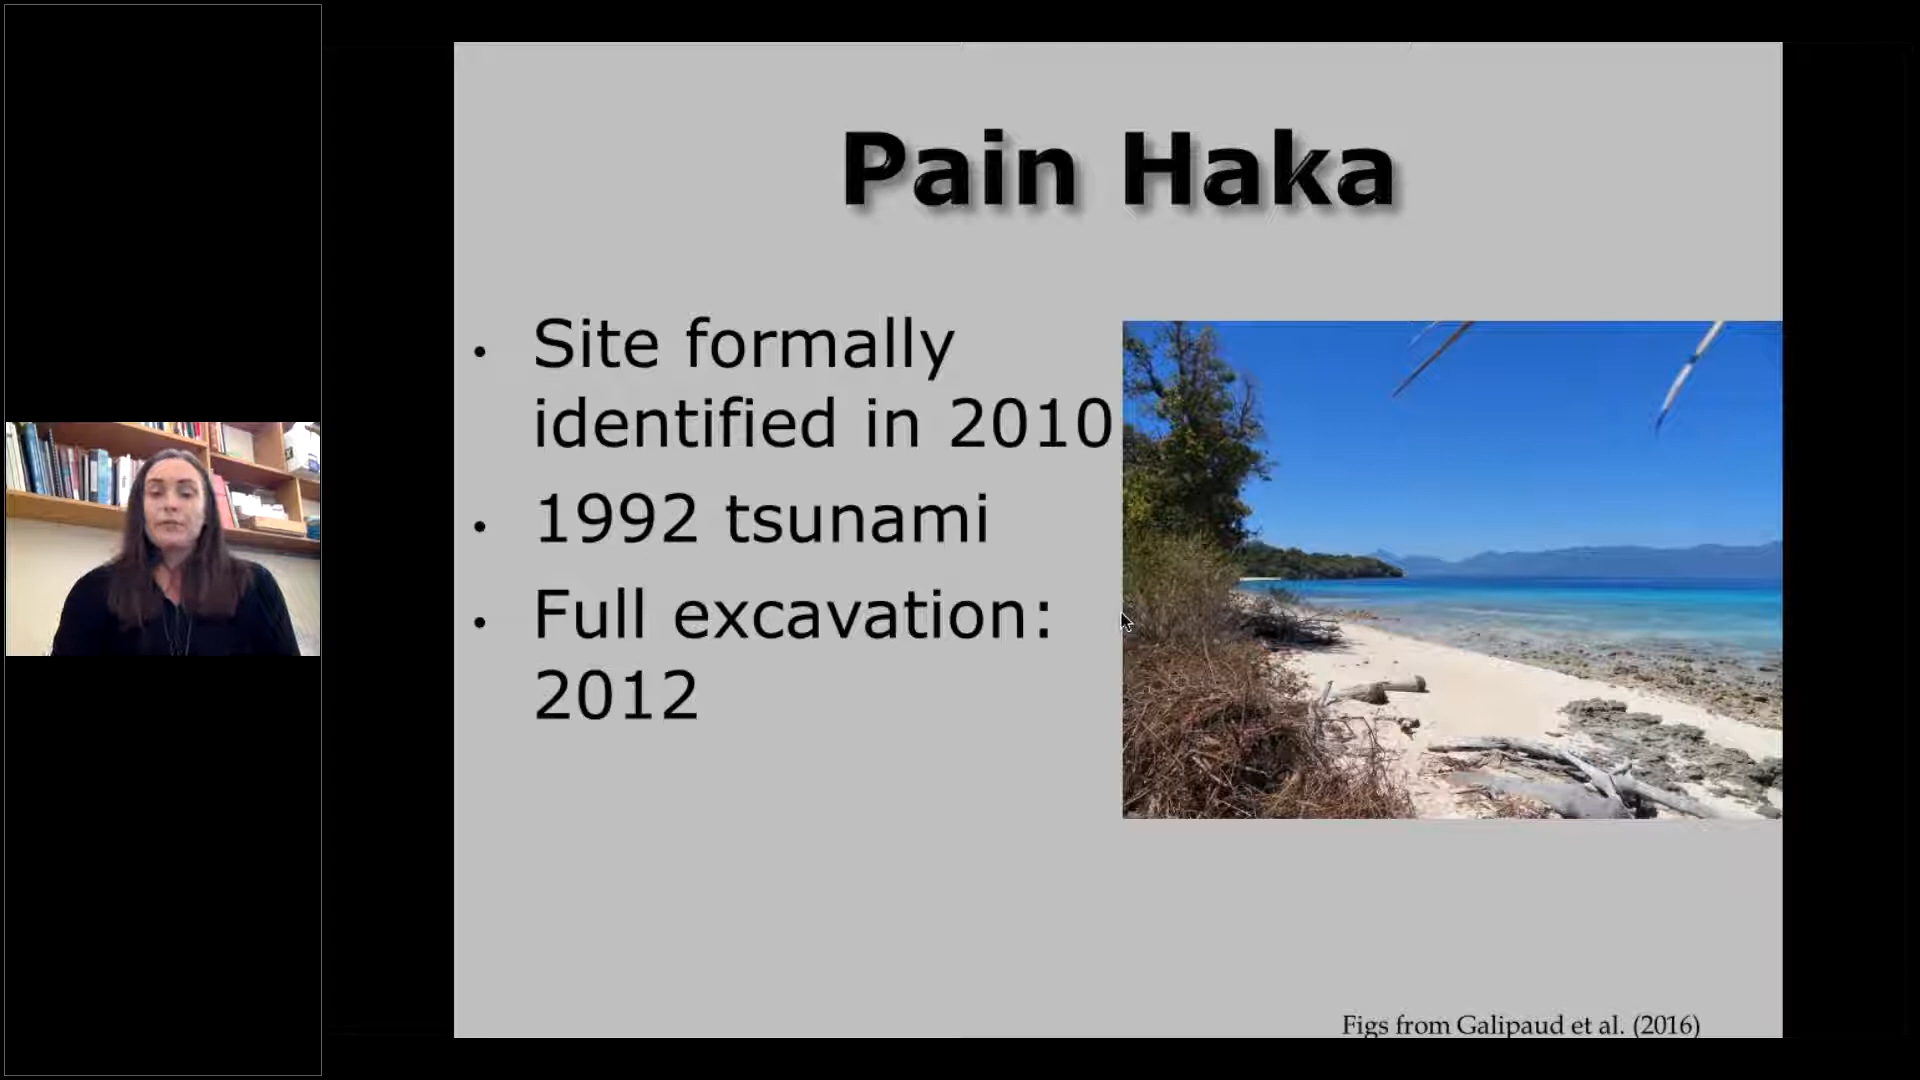 Pain Haka
• Site formally
identified in 2010
• 1992 tsunami
• Full excavation:
2012
Figs from Galipaud et al. (2016)